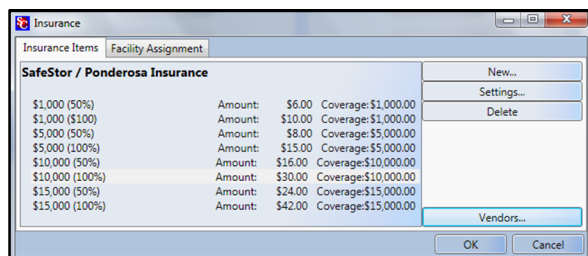 SC Insurance
Insurance Items Facility Assignment
SafeStor / Ponderosa Insurance
New...
Settings...
Delete
$1,000 (50%) Amount: $6.00 Coverage:$1,000.00
$1,000 ($100) Amount: $10.00 Coverage:$1,000.00
$5,000 (50%) Amount: $8.00 Coverage:$5,000.00
$5,000 (100%) Amount: $15.00 Coverage:$5,000.00
$10,000 (50%) Amount: $16.00 Coverage:$10,000.00
$10,000 (100%) Amount: $30.00 Coverage:$10,000.00
$15,000 (50%) Amount: $24.00 Coverage:$15,000.00
$15,000 (100%) Amount: $42.00 Coverage:$15,000.00
Vendors...
OK Cancel